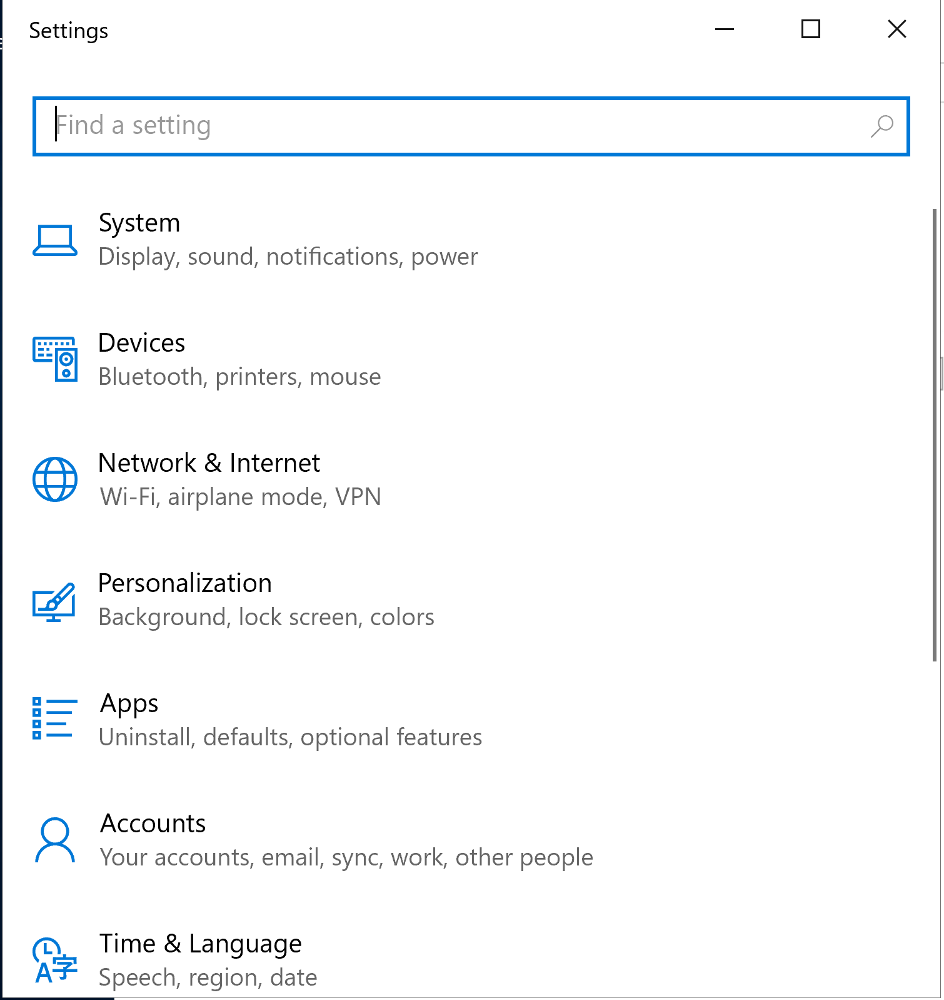 Settings
Find a setting
System
Display, sound, notifications, power
Devices
Bluetooth, printers, mouse
Network & Internet
Wi-Fi, airplane mode, VPN
Personalization
Background, lock screen, colors
Apps
Uninstall, defaults, optional features
Accounts
Your accounts, email, sync, work, other people
Time & Language
Speech, region, date